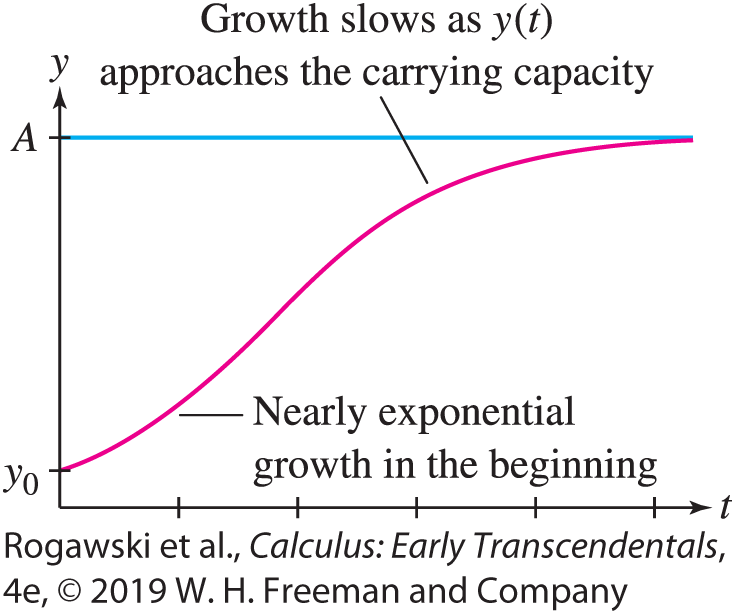 Growth slows as y(t)
approaches the carrying capacity
y
A
Nearly exponential
growth in the beginning
y₀
t
Rogawski et al., Calculus: Early Transcendentals,
4e, © 2019 W. H. Freeman and Company